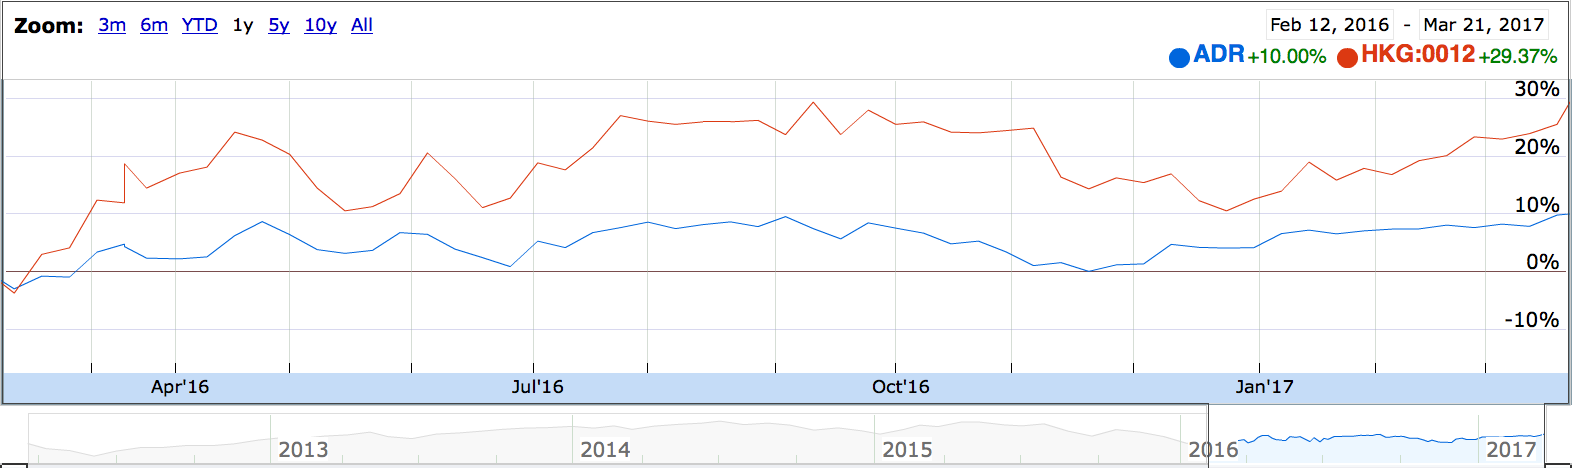 Zoom: 3m 6m YTD 1y 5y 10y All Feb 12, 2016 - Mar 21, 2017
ADR +10.00% HKG:0012 +29.37%
30%
20%
10%
0%
-10%
Apr'16 Jul'16 Oct'16 Jan'17
2013 2014 2015 2016 2017